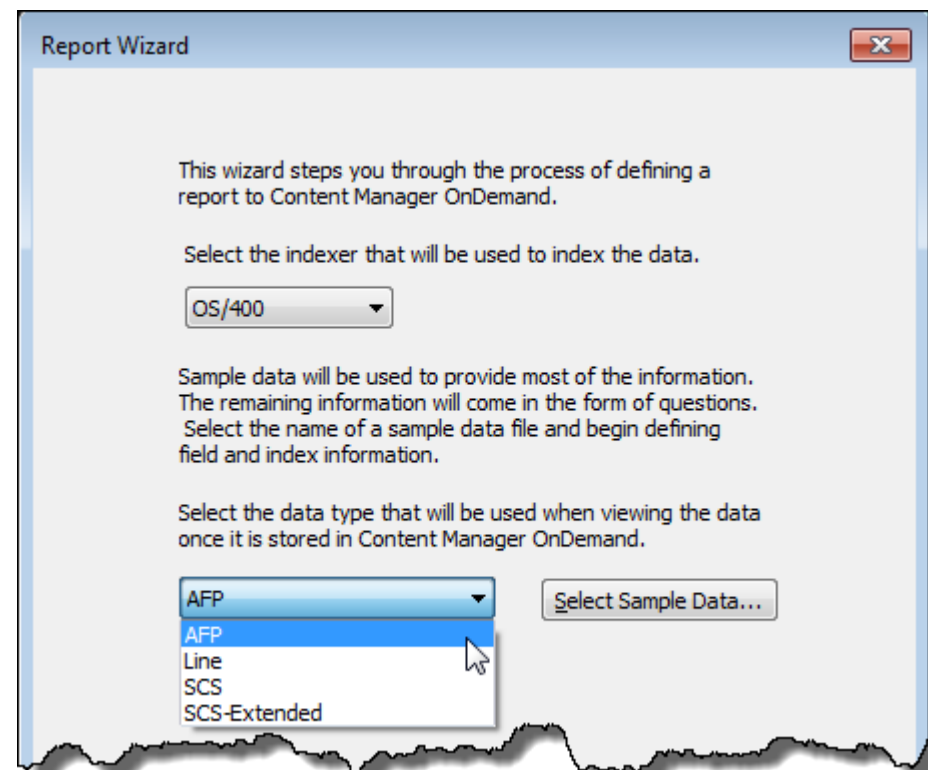 Report Wizard
This wizard steps you through the process of defining a
report to Content Manager OnDemand.
Select the indexer that will be used to index the data.
OS/400
Sample data will be used to provide most of the information.
The remaining information will come in the form of questions.
Select the name of a sample data file and begin defining
field and index information.
Select the data type that will be used when viewing the data
once it is stored in Content Manager OnDemand.
AFP
Select Sample Data...
AFP
Line
SCS
SCS-Extended